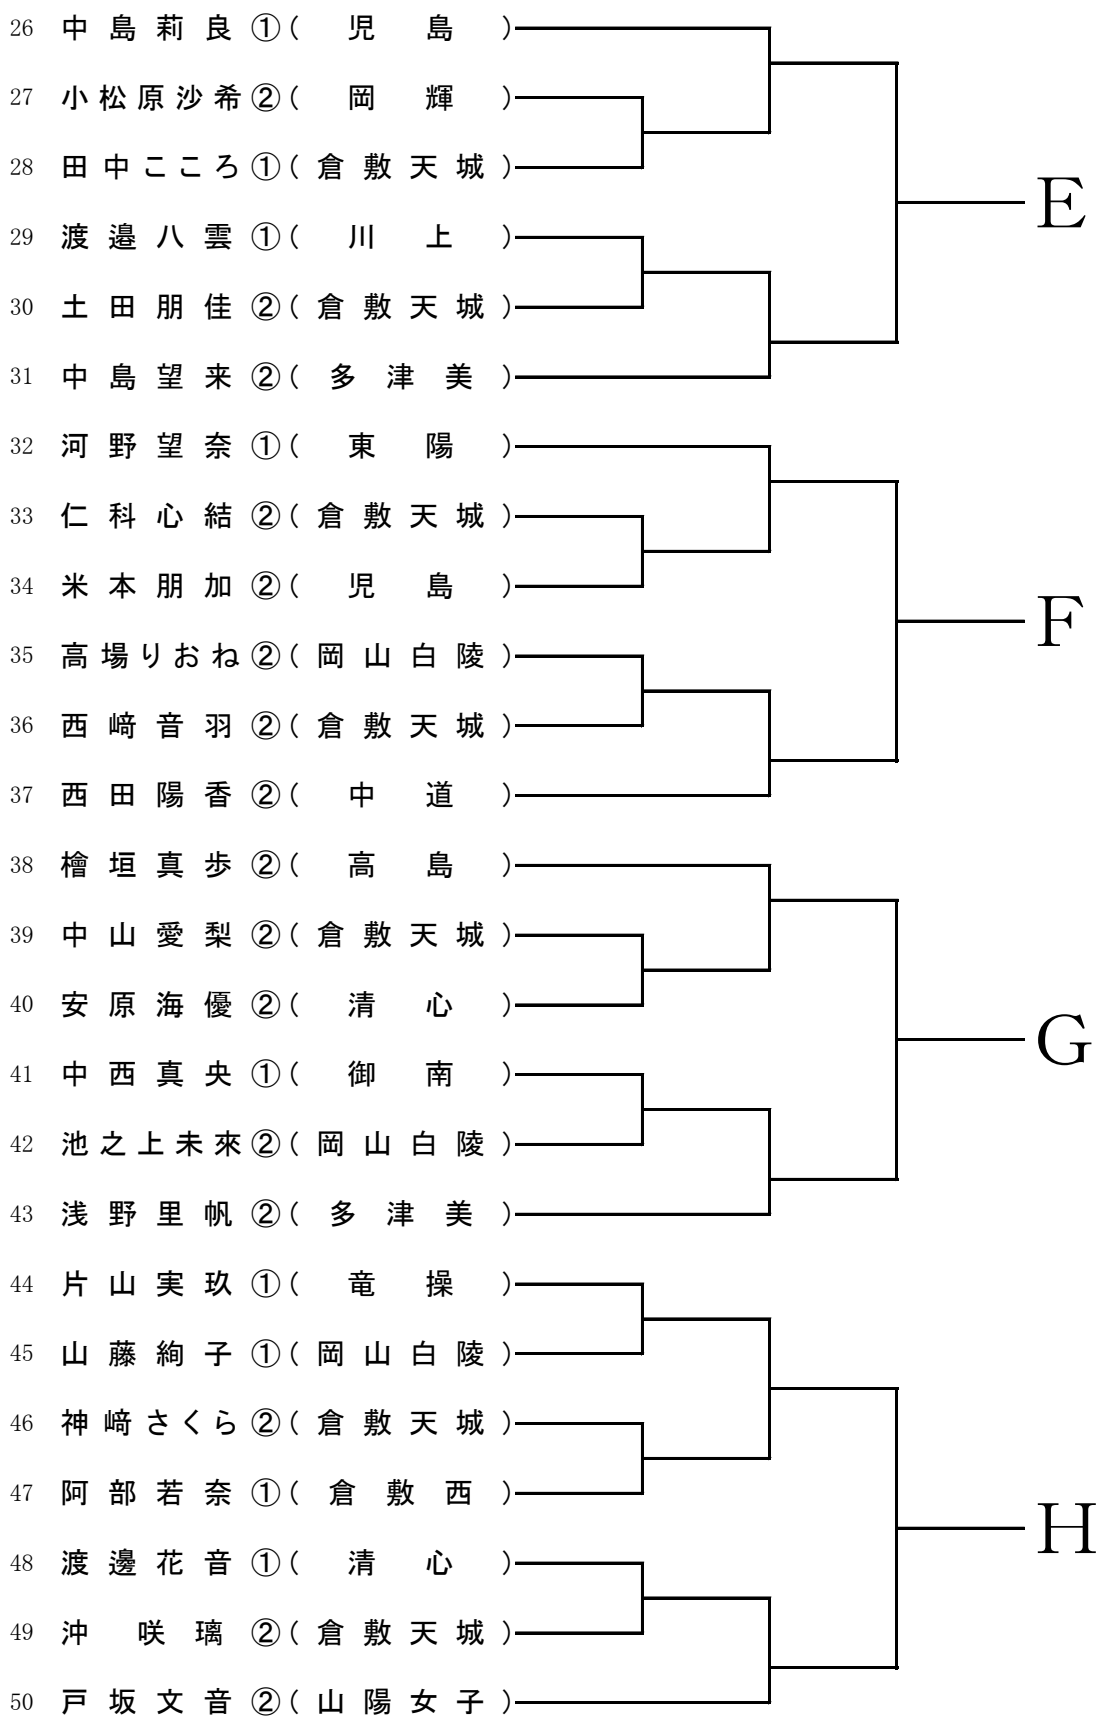 26 中島莉良 ①( 児島 )
27 小松原沙希 ②( 岡輝 )
28 田中こころ ①( 倉敷天城 )
E
29 渡邉八雲 ①( 川上 )
30 土田朋佳 ②( 倉敷天城 )
31 中島望来 ②( 多津美 )
32 河野望奈 ①( 東陽 )
33 仁科心結 ②( 倉敷天城 )
34 米本朋加 ②( 児島 )
F
35 高場りおね ②( 岡山白陵 )
36 西﨑音羽 ②( 倉敷天城 )
37 西田陽香 ②( 中道 )
38 檜垣真歩 ②( 高島 )
39 中山愛梨 ②( 倉敷天城 )
40 安原海優 ②( 清心 )
G
41 中西真央 ①( 御南 )
42 池之上未來 ②( 岡山白陵 )
43 浅野里帆 ②( 多津美 )
44 片山実玖 ①( 竜操 )
45 山藤絢子 ①( 岡山白陵 )
46 神﨑さくら ②( 倉敷天城 )
47 阿部若奈 ①( 倉敷西 )
H
48 渡邊花音 ①( 清心 )
49 沖咲璃 ②( 倉敷天城 )
50 戸坂文音 ②( 山陽女子 )